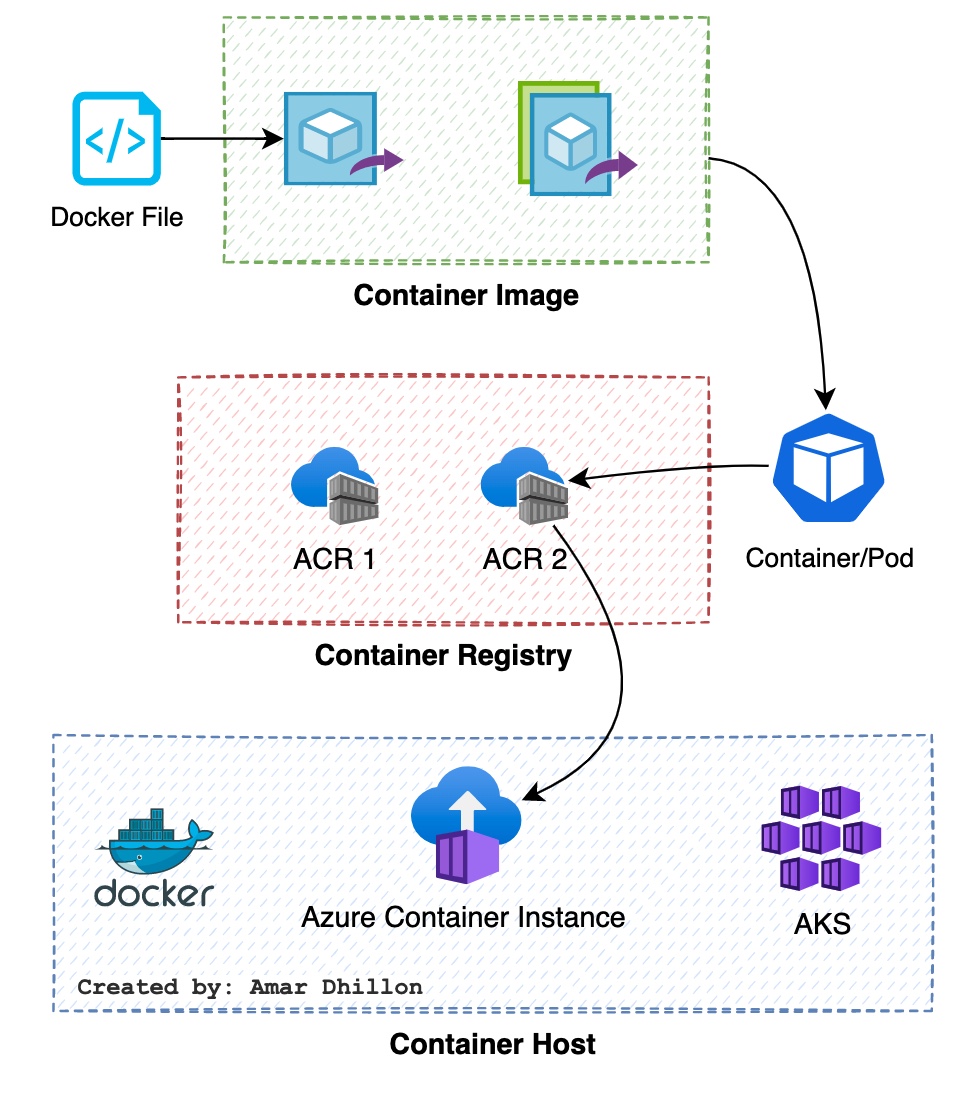 </>
Docker File
Container Image
ACR 1
ACR 2
Container/Pod
Container Registry
docker
Azure Container Instance
AKS
Created by: Amar Dhillon
Container Host